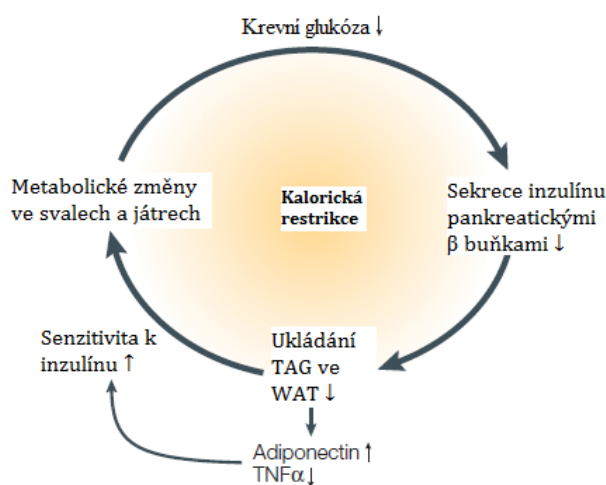 Krevní glukóza ↓
Metabolické změny
ve svalech a játrech
Kalorická
restrikce
Sekrece inzulínu
pankreatickými
β buňkami ↓
Senzitivita k
inzulínu ↑
Ukládání
TAG ve
WAT ↓
Adiponectin ↑
TNFα ↓